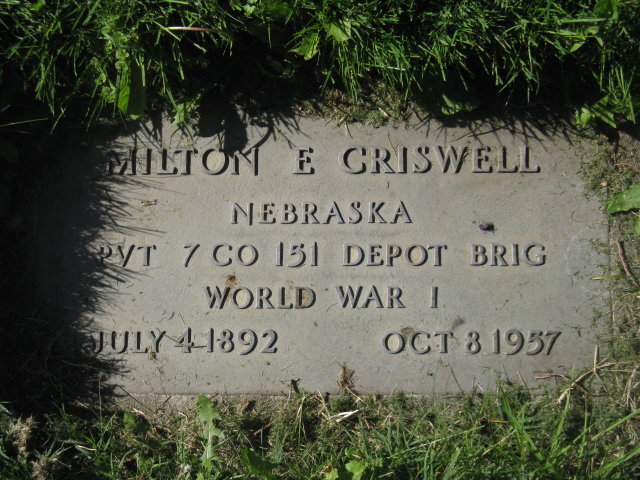 MILTON E CRISWELL
NEBRASKA
PVT 7 CO 151 DEPOT BRIG
WORLD WAR I
JULY 4 1892 OCT 8 1957